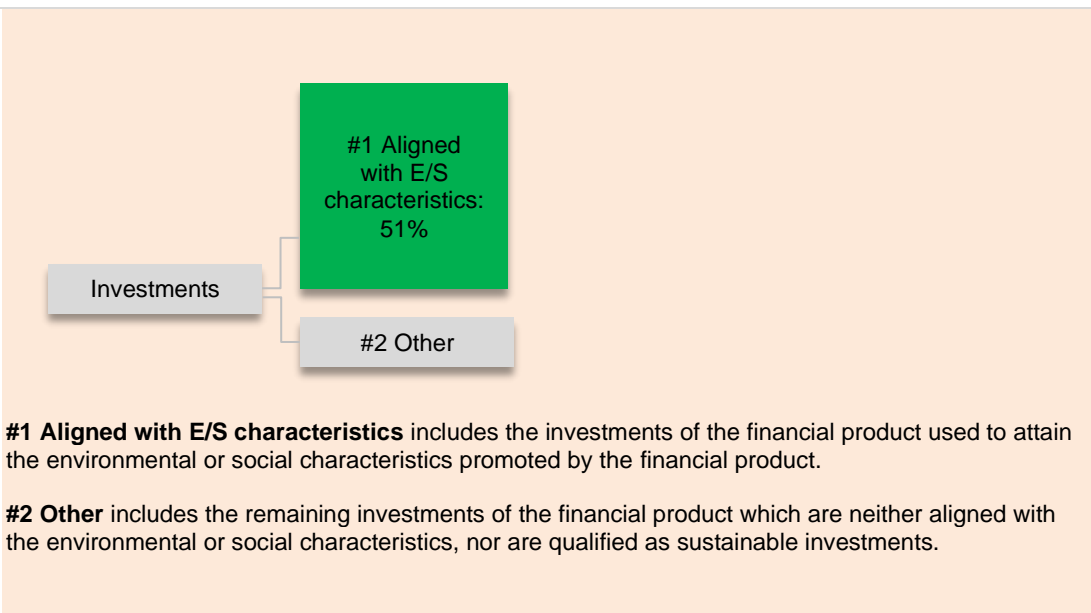 #1 Aligned
with E/S
characteristics:
51%
Investments
#2 Other
#1 Aligned with E/S characteristics includes the investments of the financial product used to attain
the environmental or social characteristics promoted by the financial product.
#2 Other includes the remaining investments of the financial product which are neither aligned with
the environmental or social characteristics, nor are qualified as sustainable investments.